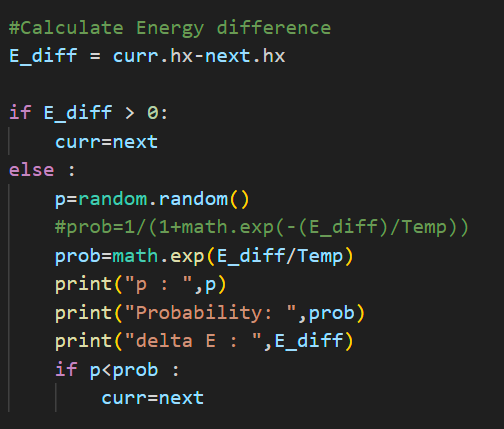 #Calculate Energy difference
E_diff = curr.hx-next.hx
if E_diff > 0:
    curr=next
else :
    p=random.random()
    #prob=1/(1+math.exp(-(E_diff)/Temp))
    prob=math.exp(E_diff/Temp)
    print("p : ",p)
    print("Probability: ",prob)
    print("delta E : ",E_diff)
    if p<prob :
        curr=next